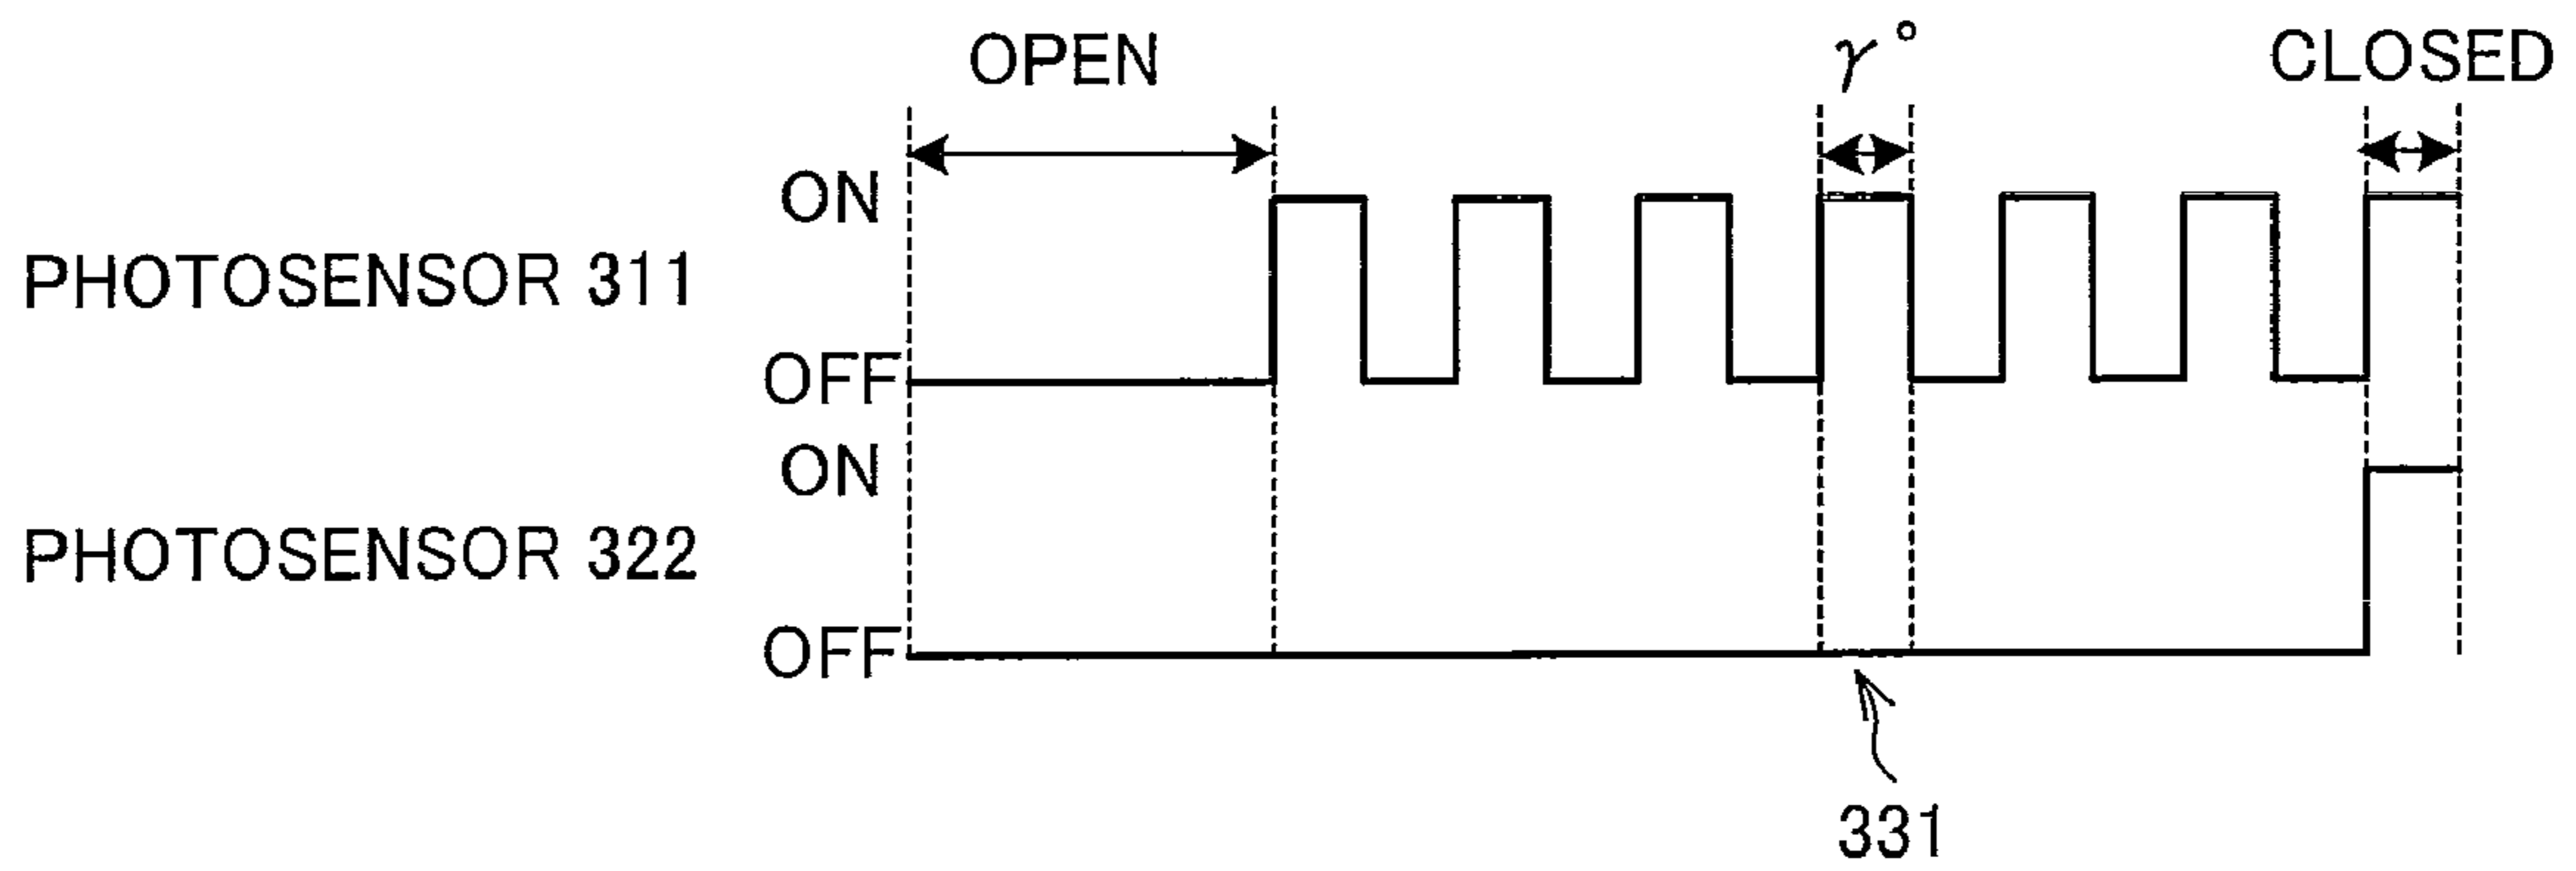 OPEN
γ°
CLOSED
ON
PHOTOSENSOR 311
OFF
ON
PHOTOSENSOR 322
OFF
331